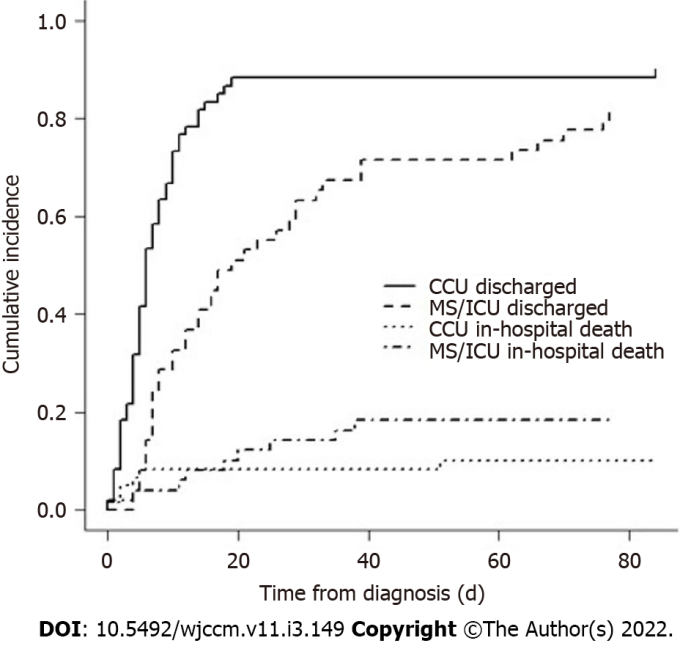 1.0
0.8
0.6
0.4
0.2
0.0
Cumulative incidence
CCU discharged
MS/ICU discharged
CCU in-hospital death
MS/ICU in-hospital death
0 20 40 60 80
Time from diagnosis (d)
DOI: 10.5492/wjccm.v11.i3.149 Copyright ©The Author(s) 2022.